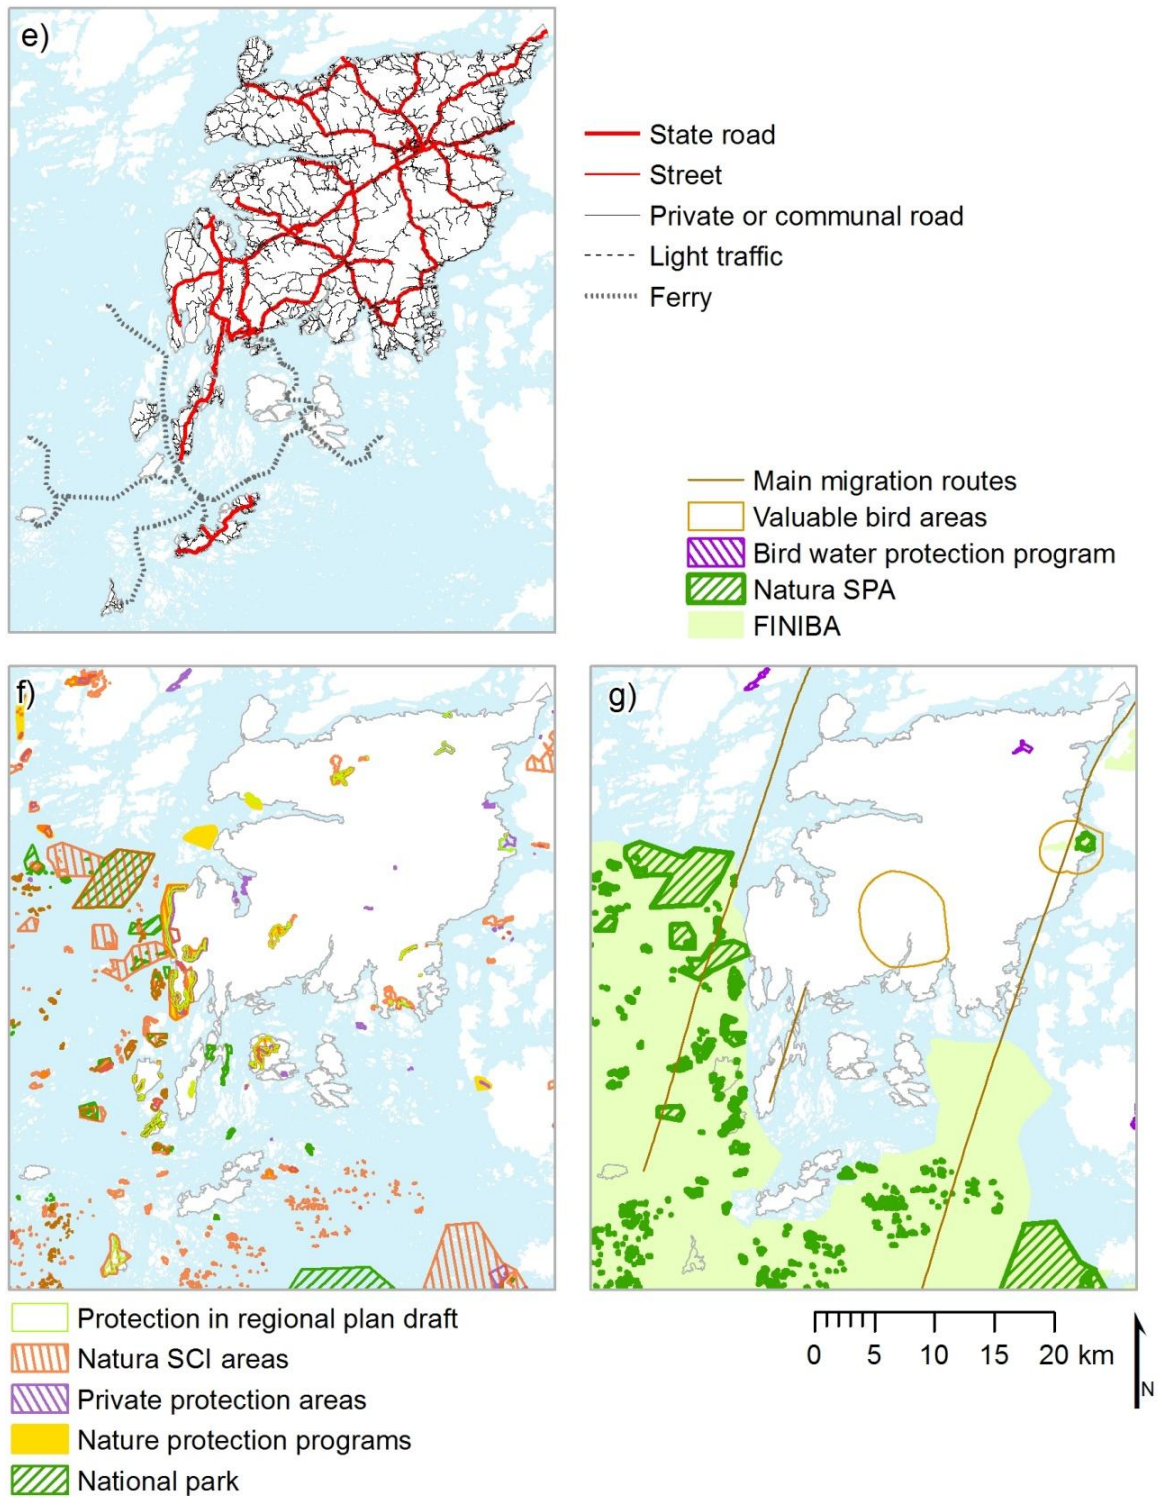 e)
State road
Street
Private or communal road
Light traffic
Ferry
Main migration routes
Valuable bird areas
Bird water protection program
Natura SPA
FINIBA
f)
g)
Protection in regional plan draft
Natura SCI areas
Private protection areas
Nature protection programs
National park
0 5 10 15 20 km
N